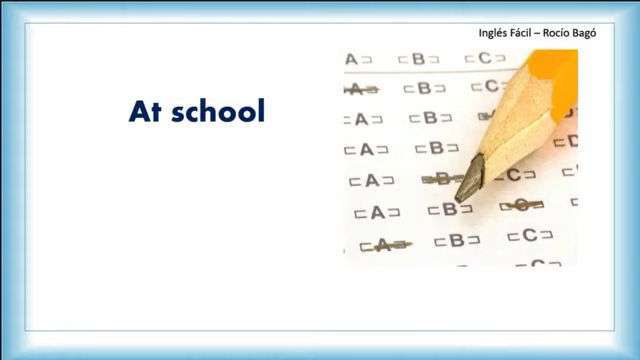 Inglés Fácil – Rocío Bagó
At school
A B C
A B C
A B
A B D
A B C
A B C
A B C